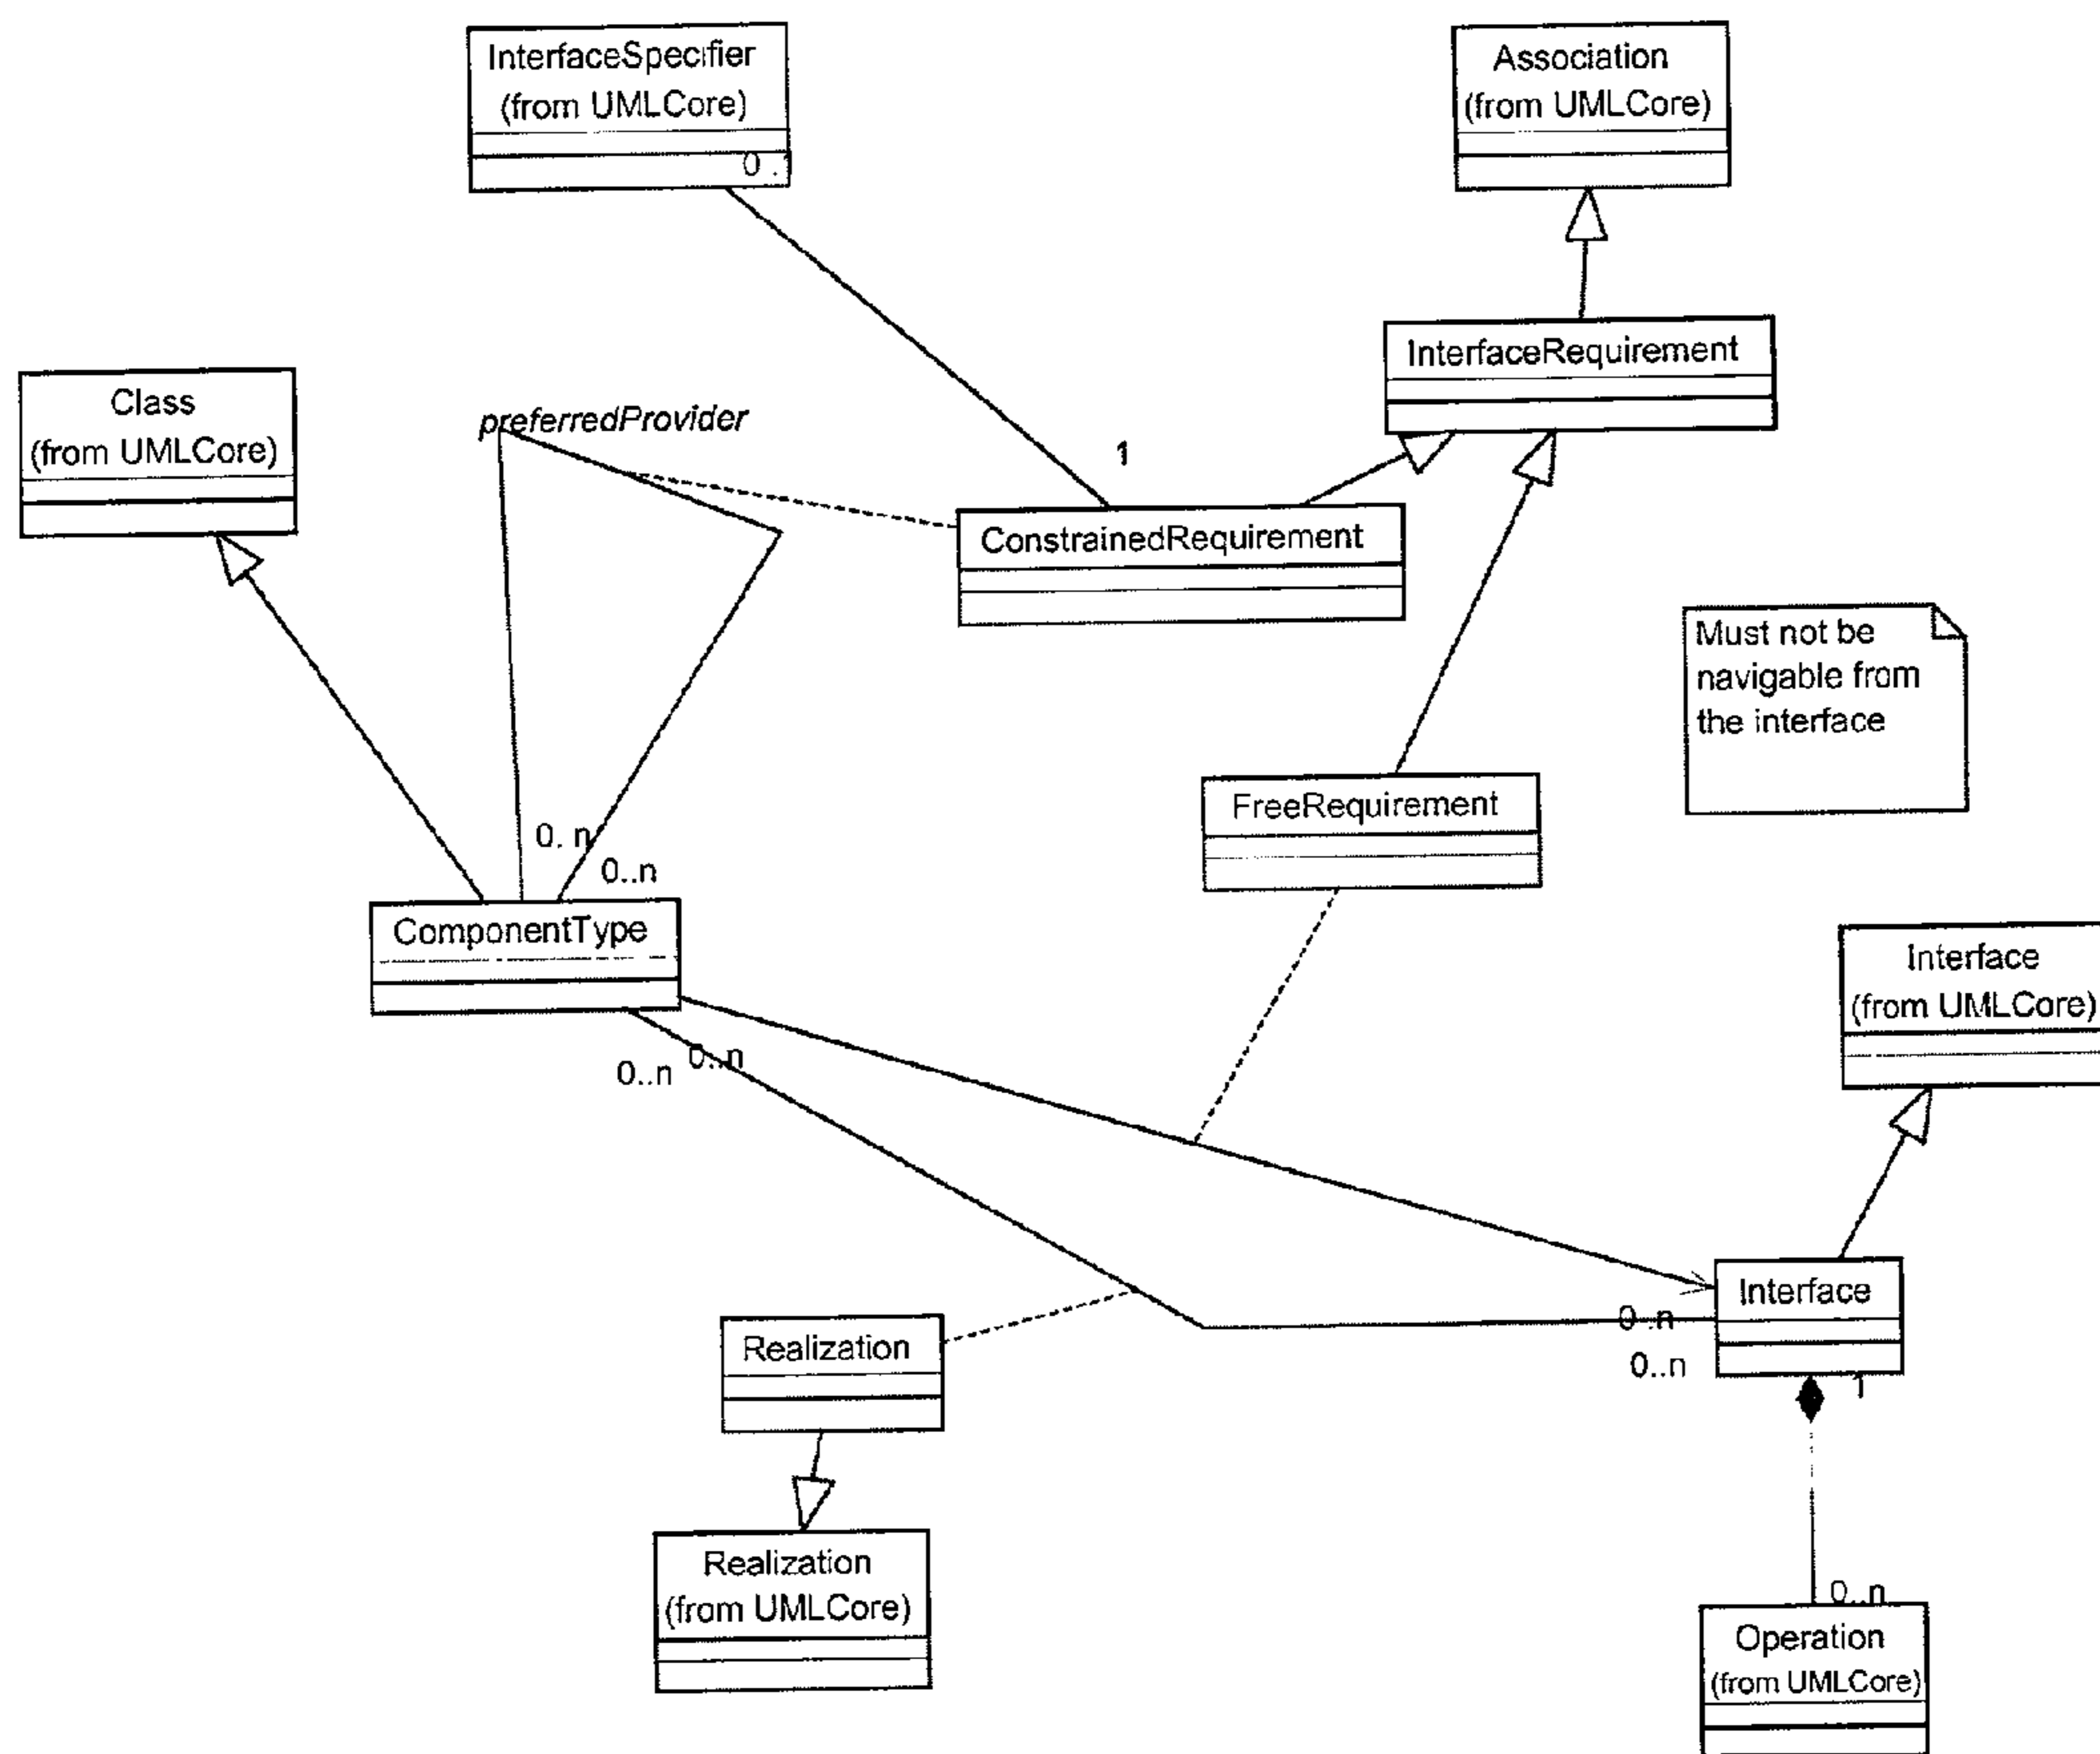 InterfaceSpecifier
(from UMLCore)
0 .
Association
(from UMLCore)
InterfaceRequirement
Class
(from UMLCore)
preferredProvider
1
ConstrainedRequirement
Must not be
navigable from
the interface
FreeRequirement
0. n
0..n
ComponentType
Interface
(from UMLCore)
0..n
0..n
Interface
0..n
0..n
1
Realization
Realization
(from UMLCore)
0..n
Operation
(from UMLCore)